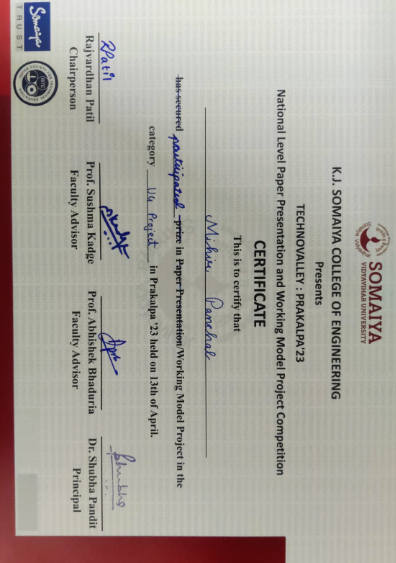 SOMAIYA
VIDYAVIHAR UNIVERSITY
K.J. SOMAIYA COLLEGE OF ENGINEERING
Presents
TECHNOVALLEY : PRAKALPA'23
National Level Paper Presentation and Working Model Project Competition
CERTIFICATE
This is to certify that
Mihir Panchal
has secured participated prize in Paper Presentation/Working Model Project in the
category UG Project in Prakalpa '23 held on 13th of April.
RPatil
Rajvardhan Patil
Chairperson
Prof. Sushma Kadge
Faculty Advisor
Prof. Abhishek Bhaduria
Faculty Advisor
Dr. Shubha Pandit
Principal
Somaiya
TRUST